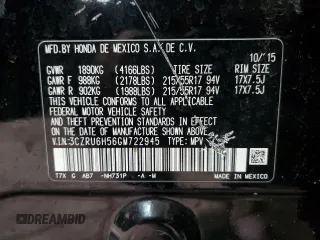 MFD.BY HONDA DE MEXICO S.A. DE C.V.
10/'15
GVWR 1890KG (4166LBS) TIRE SIZE RIM SIZE
GAWR F 988KG (2178LBS) 215/55R17 94V 17X7.5J
GAWR R 902KG (1988LBS) 215/55R17 94V 17X7.5J
THIS VEHICLE CONFORMS TO ALL APPLICABLE
FEDERAL MOTOR VEHICLE SAFETY AND
THEFT PREVENTION STANDARDS IN EFFECT ON
THE DATE OF MANUFACTURE SHOWN ABOVE.
V.I.N:3CZRU6H56GM722945 TYPE: MPV
T7X G AB7 -NH731P -A -M
MADE IN MEXICO
DREAMBID